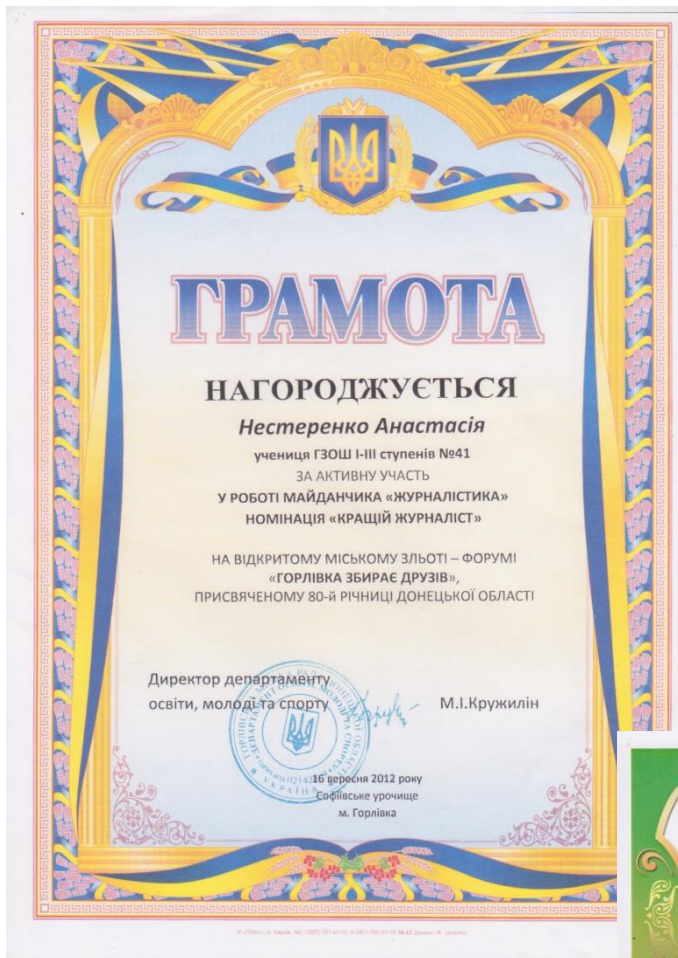 ГРАМОТА
НАГОРОДЖУЄТЬСЯ
Нестеренко Анастасія
учениця ГЗОШ І-ІІІ ступенів №41
ЗА АКТИВНУ УЧАСТЬ
У РОБОТІ МАЙДАНЧИКА «ЖУРНАЛІСТИКА»
НОМІНАЦІЯ «КРАЩІЙ ЖУРНАЛІСТ»
НА ВІДКРИТОМУ МІСЬКОМУ ЗЛЬОТІ – ФОРУМІ
«ГОРЛІВКА ЗБИРАЄ ДРУЗІВ»,
ПРИСВЯЧЕНОМУ 80-й РІЧНИЦІ ДОНЕЦЬКОЇ ОБЛАСТІ
Директор департаменту
освіти, молоді та спорту М.І.Кружилін
УКРАЇНА
16 вересня 2012 року
Софіївське урочище
м. Горлівка